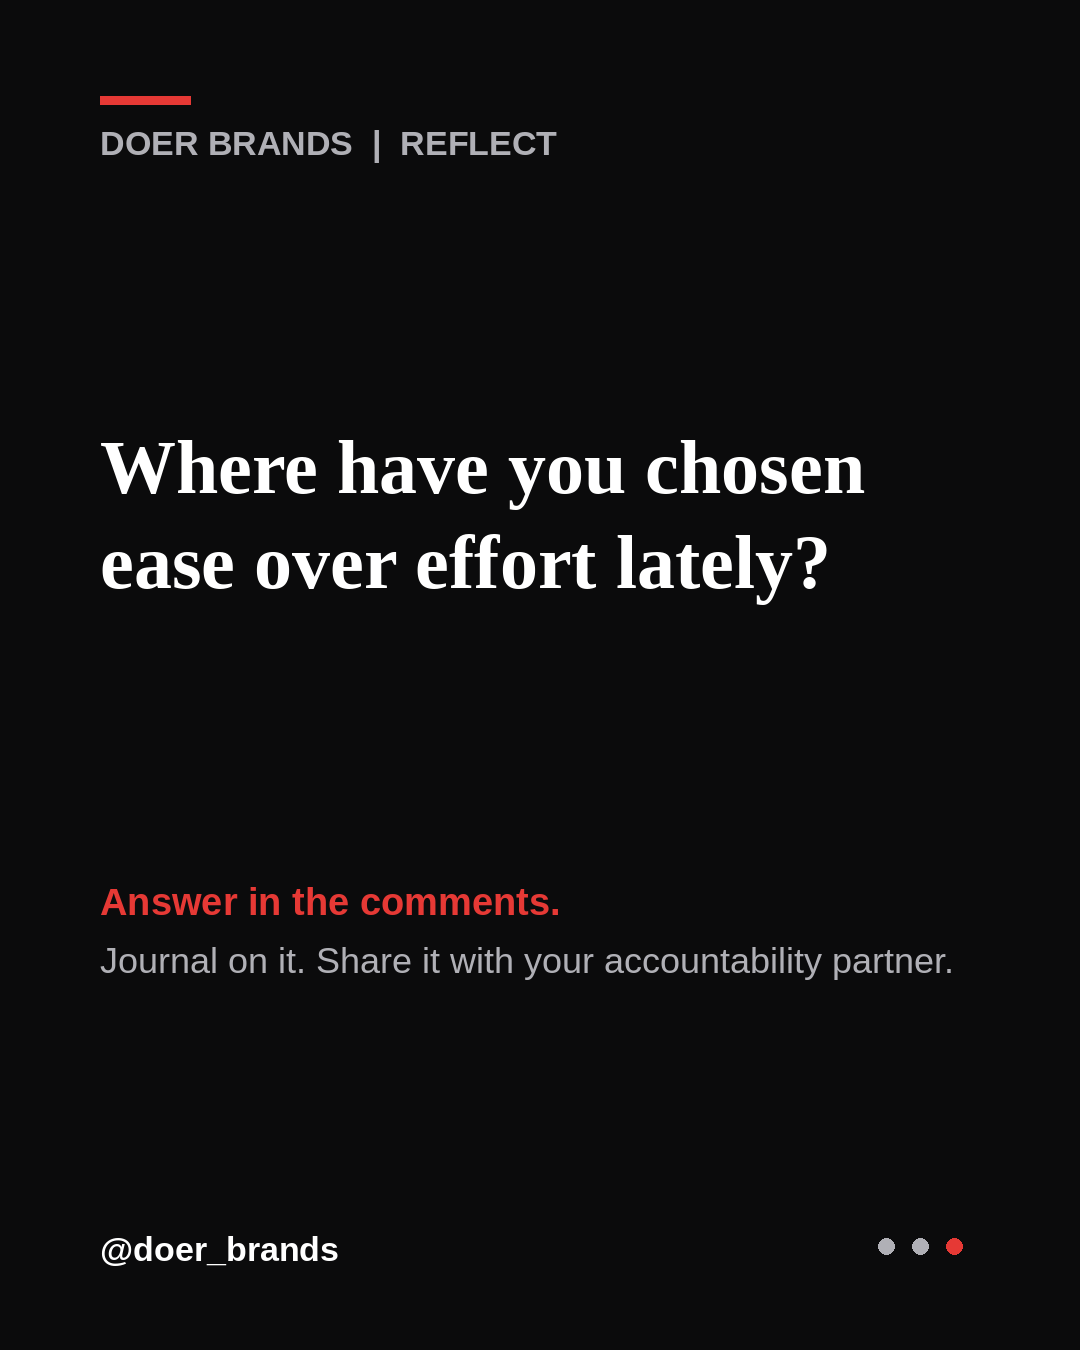 DOER BRANDS | REFLECT
Where have you chosen
ease over effort lately?
Answer in the comments.
Journal on it. Share it with your accountability partner.
@doer_brands